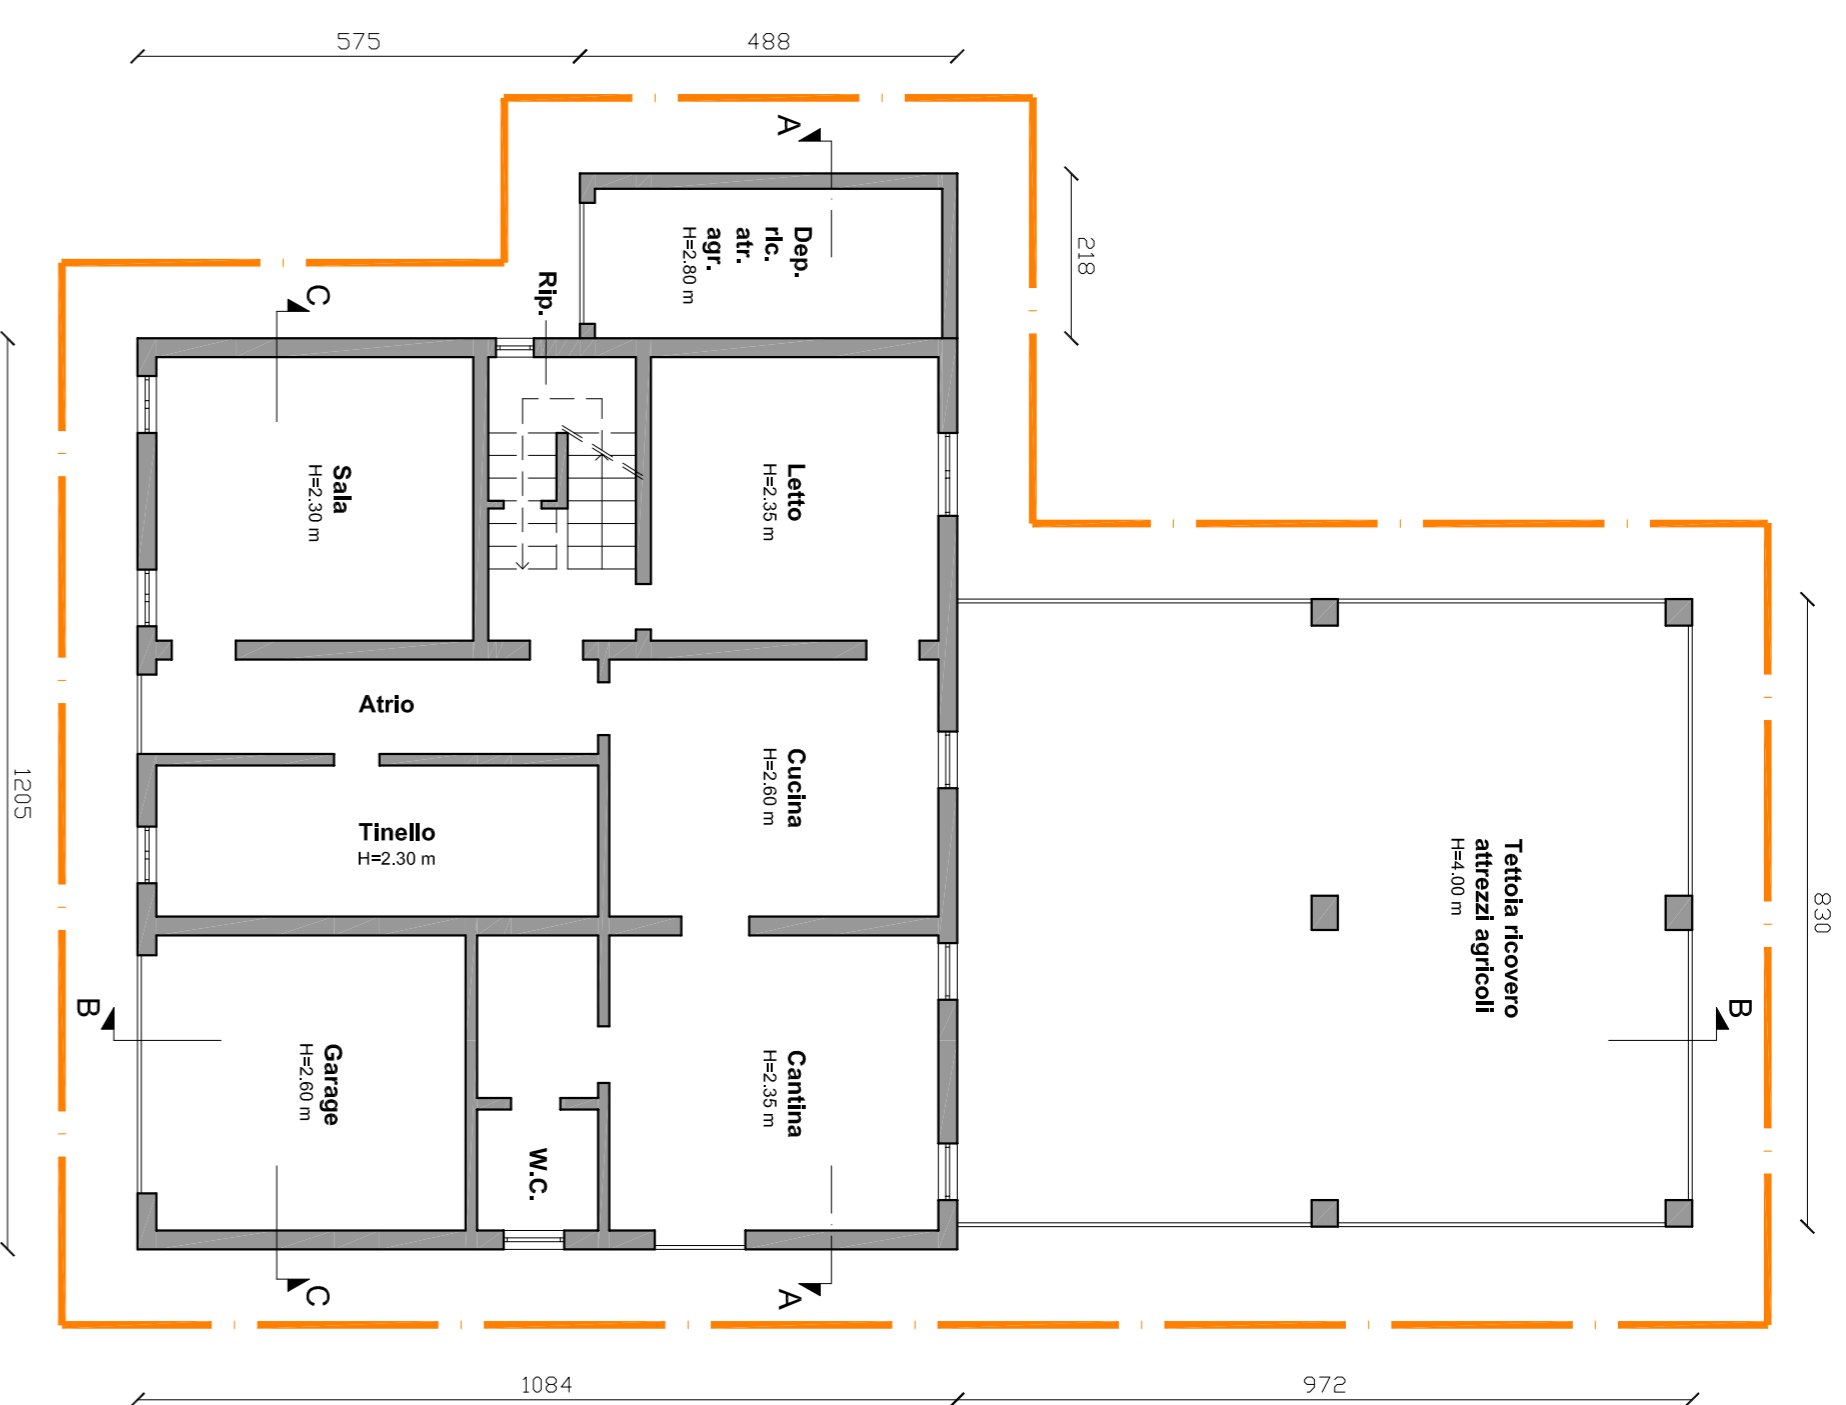 575
488
A
218
Dep.
ric.
atr.
agr.
H=2.80 m
Rip.
C
Sala
H=2.30 m
Letto
H=2.35 m
Atrio
Cucina
H=2.60 m
Tinello
H=2.30 m
1205
Tettoia ricovero
attrezzi agricoli
H=4.00 m
830
B
B
Garage
H=2.60 m
Cantina
H=2.35 m
W.C.
C
A
1084
972